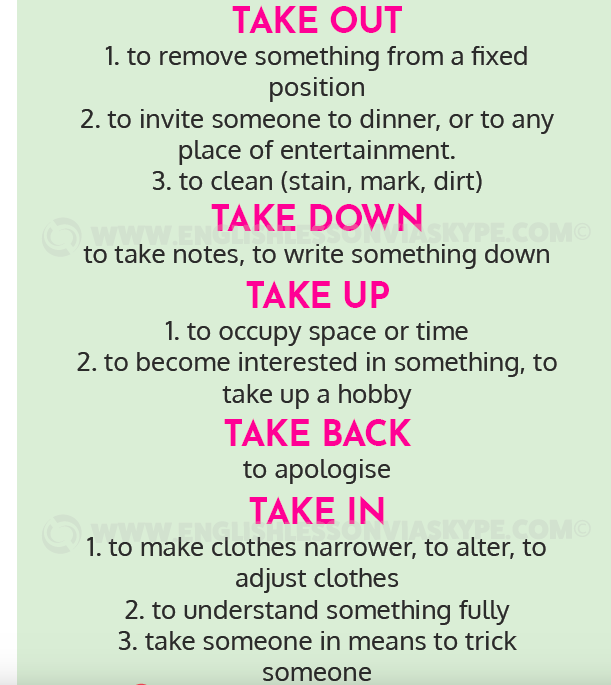 TAKE OUT
1. to remove something from a fixed
position
2. to invite someone to dinner, or to any
place of entertainment.
3. to clean (stain, mark, dirt)
TAKE DOWN
WWW.ENGLISHLESSONVIASKYPE.COM©
to take notes, to write something down
TAKE UP
1. to occupy space or time
2. to become interested in something, to
take up a hobby
TAKE BACK
to apologise
TAKE IN
WWW.ENGLISHLESSONVIASKYPE.COM©
1. to make clothes narrower, to alter, to
adjust clothes
2. to understand something fully
3. take someone in means to trick
someone